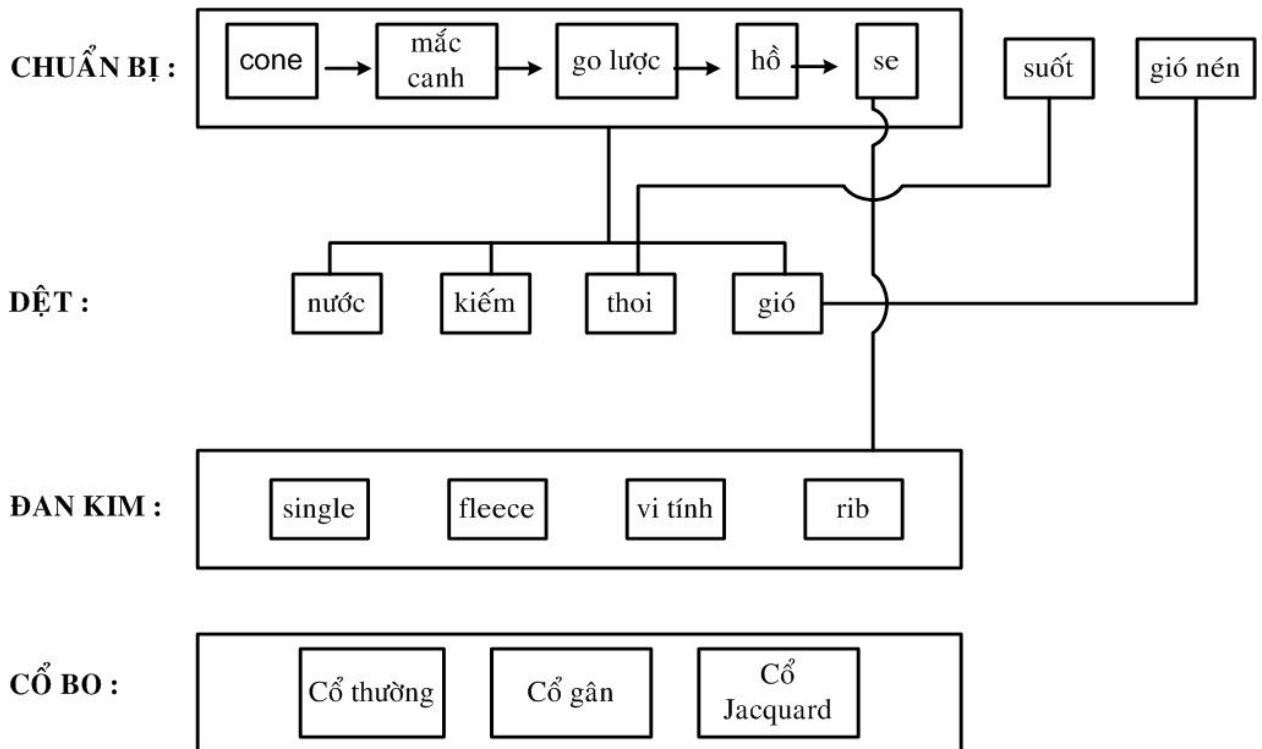 CHUẨN BỊ :
cone
mắc
canh
go lược
hồ
se
suốt
gió nén
DỆT :
nước
kiếm
thoi
gió
ĐAN KIM :
single
fleece
vi tính
rib
CỔ BO :
Cổ thường
Cổ gân
Cổ
Jacquard